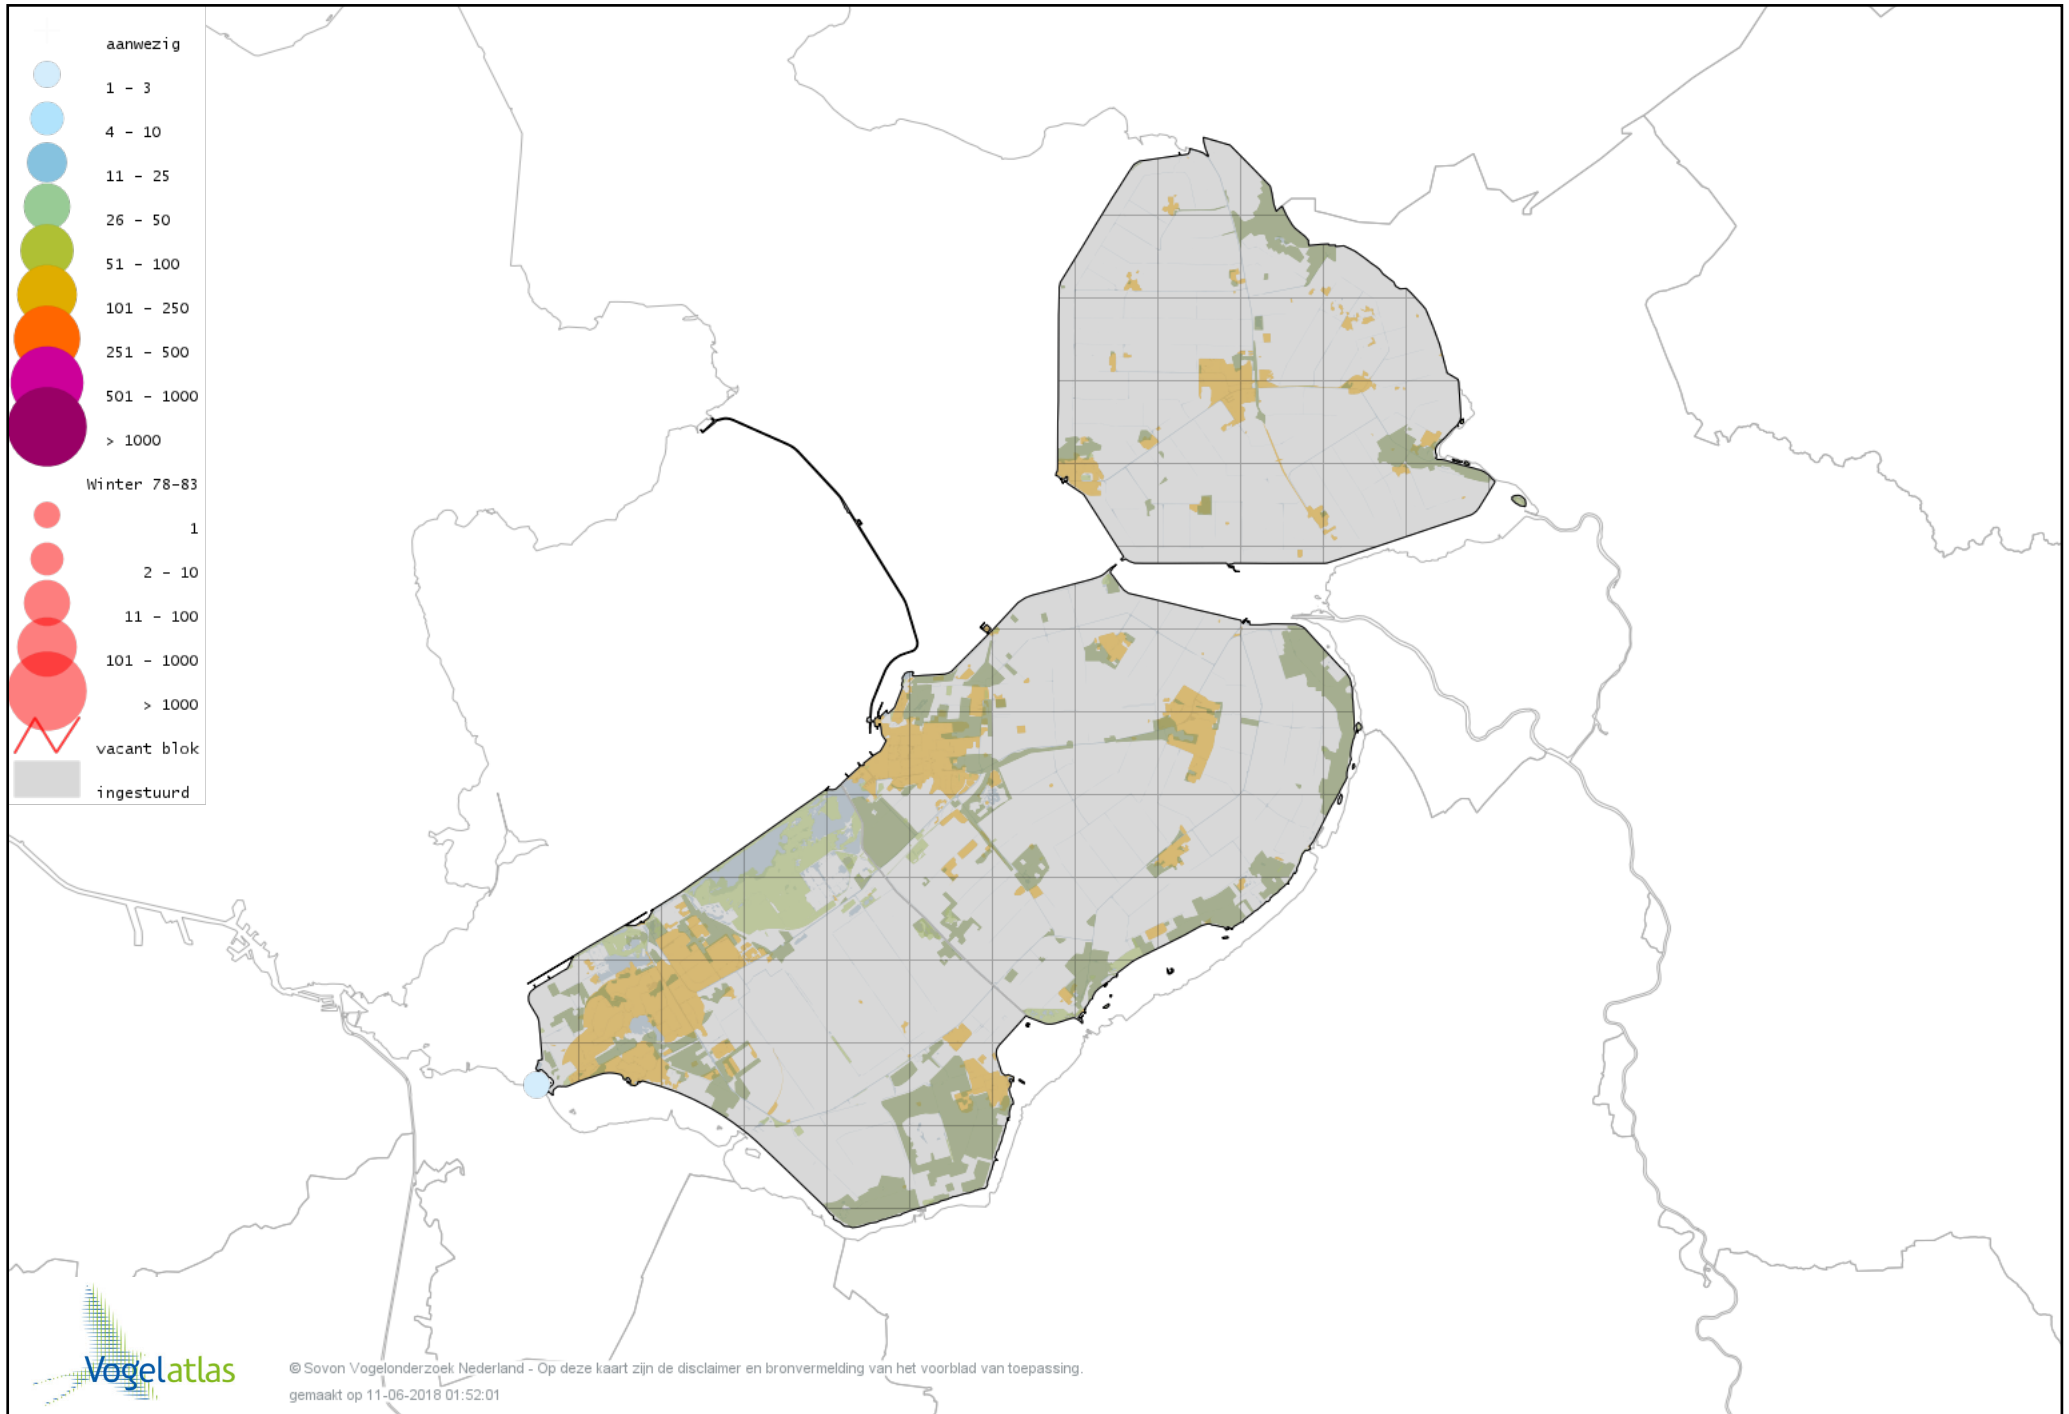 aanwezig
1 - 3
4 - 10
11 - 25
26 - 50
51 - 100
101 - 250
251 - 500
501 - 1000
> 1000
Winter 78-83
1
2 - 10
11 - 100
101 - 1000
> 1000
vacant blok
ingestuurd
Vogelatlas
© Sovon Vogelonderzoek Nederland - Op deze kaart zijn de disclaimer en bronvermelding van het voorblad van toepassing.
gemaakt op 11-06-2018 01:52:01